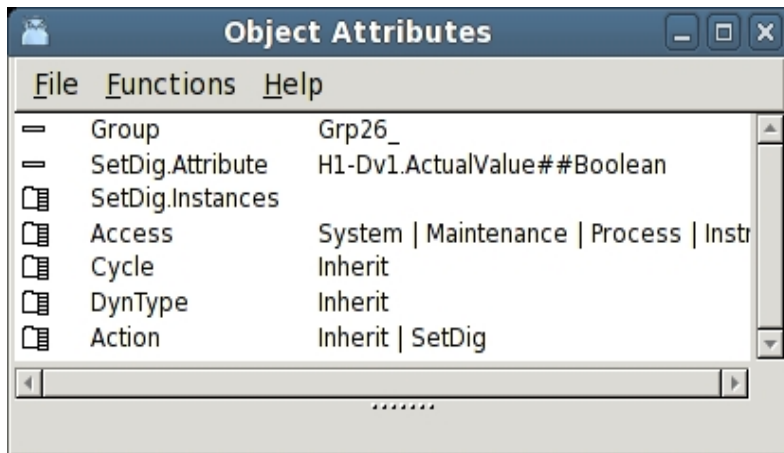 Object Attributes
File Functions Help
Group Grp26_
SetDig.Attribute H1-Dv1.ActualValue##Boolean
SetDig.Instances
Access System | Maintenance | Process | Instr
Cycle Inherit
DynType Inherit
Action Inherit | SetDig